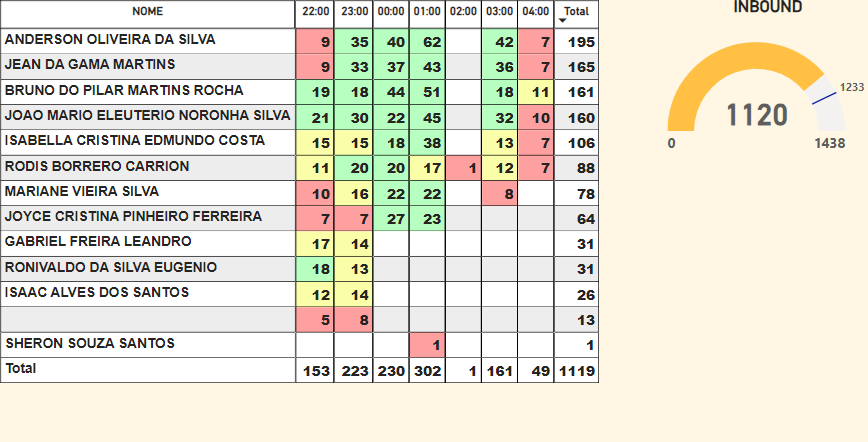 NOME 22:00 23:00 00:00 01:00 02:00 03:00 04:00 Total
ANDERSON OLIVEIRA DA SILVA 9 35 40 62 42 7 195
JEAN DA GAMA MARTINS 9 33 37 43 36 7 165
BRUNO DO PILAR MARTINS ROCHA 19 18 44 51 18 11 161
JOAO MARIO ELEUTERIO NORONHA SILVA 21 30 22 45 32 10 160
ISABELLA CRISTINA EDMUNDO COSTA 15 15 18 38 13 7 106
RODIS BORRERO CARRION 11 20 20 17 1 12 7 88
MARIANE VIEIRA SILVA 10 16 22 22 8 78
JOYCE CRISTINA PINHEIRO FERREIRA 7 7 27 23 64
GABRIEL FREIRA LEANDRO 17 14 31
RONIVALDO DA SILVA EUGENIO 18 13 31
ISAAC ALVES DOS SANTOS 12 14 26
5 8 13
SHERON SOUZA SANTOS 1 1
Total 153 223 230 302 1 161 49 1119
INBOUND
1233
1120
0 1438